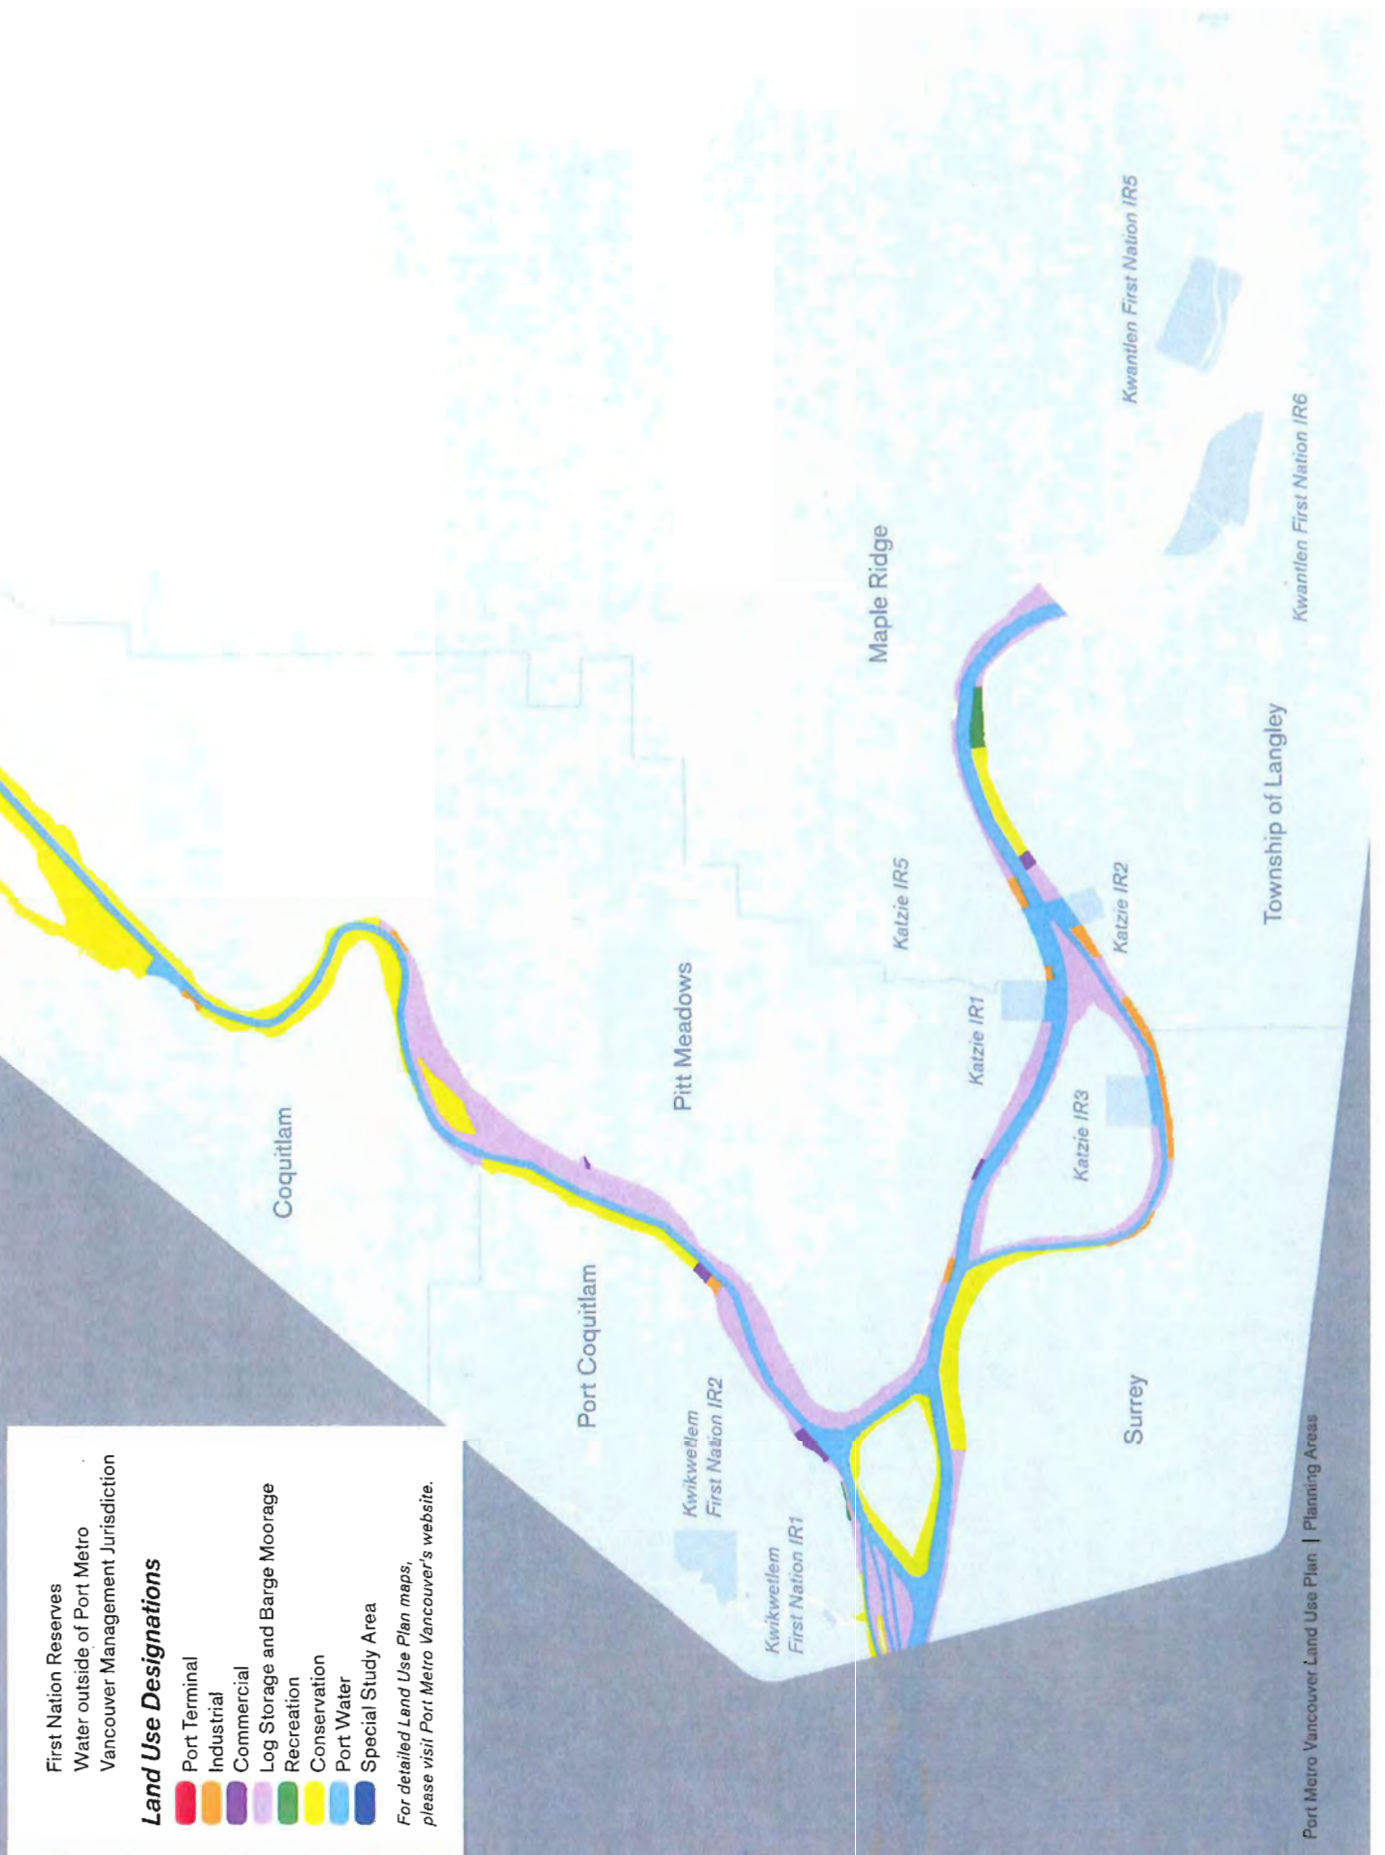 First Nation Reserves
Water outside of Port Metro
Vancouver Management Jurisdiction
Land Use Designations
Port Terminal
Industrial
Commercial
Log Storage and Barge Moorage
Recreation
Conservation
Port Water
Special Study Area
For detailed Land Use Plan maps,
please visit Port Metro Vancouver's website.
Coquitlam
Port Coquitlam
Pitt Meadows
Maple Ridge
Kwikwetlem
First Nation IR2
Kwikwetlem
First Nation IR1
Katzie IR5
Katzie IR1
Katzie IR3
Katzie IR2
Kwantlen First Nation IR5
Kwantlen First Nation IR6
Township of Langley
Surrey
Port Metro Vancouver Land Use Plan | Planning Areas